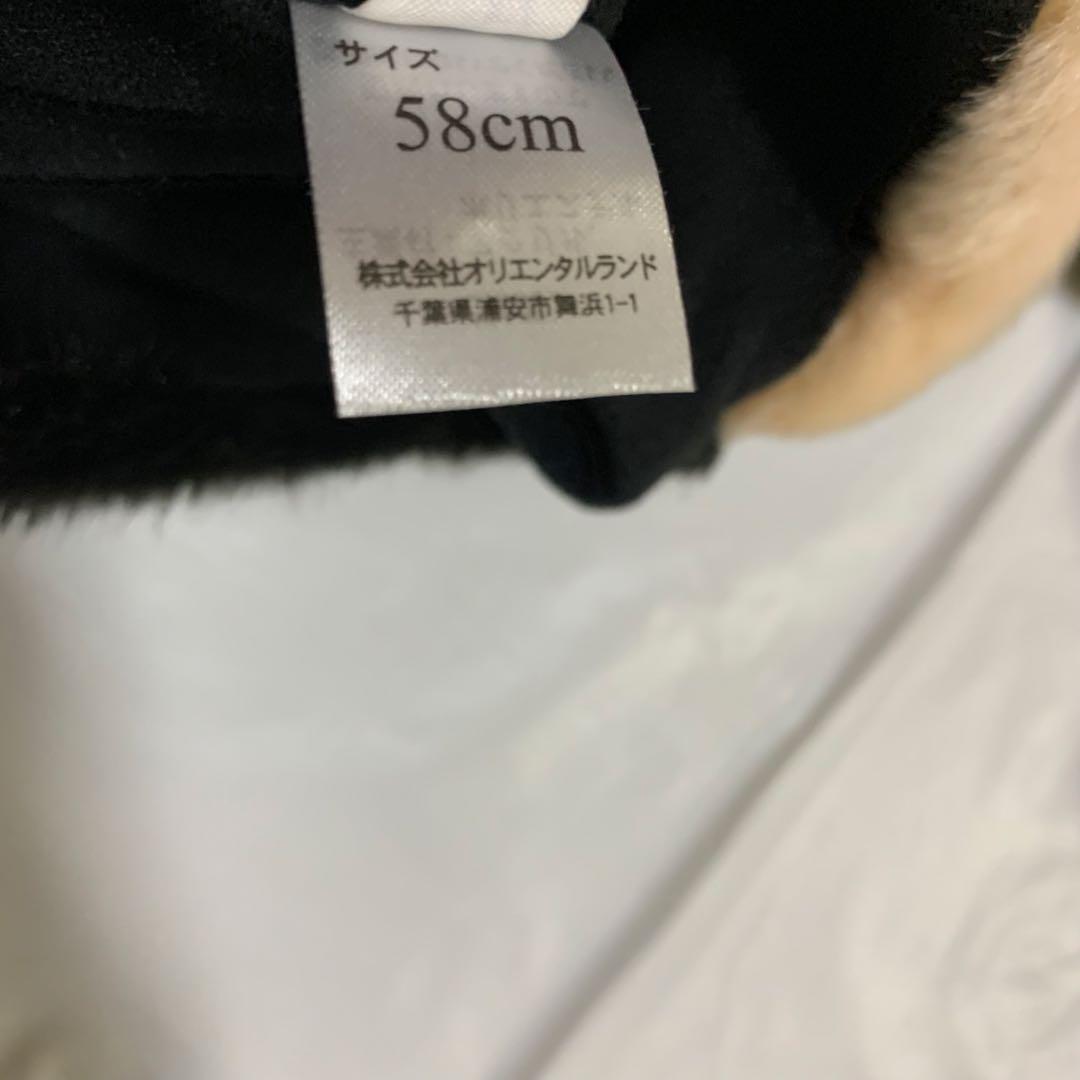 サイズ
58cm
株式会社オリエンタルランド
千葉県浦安市舞浜1-1